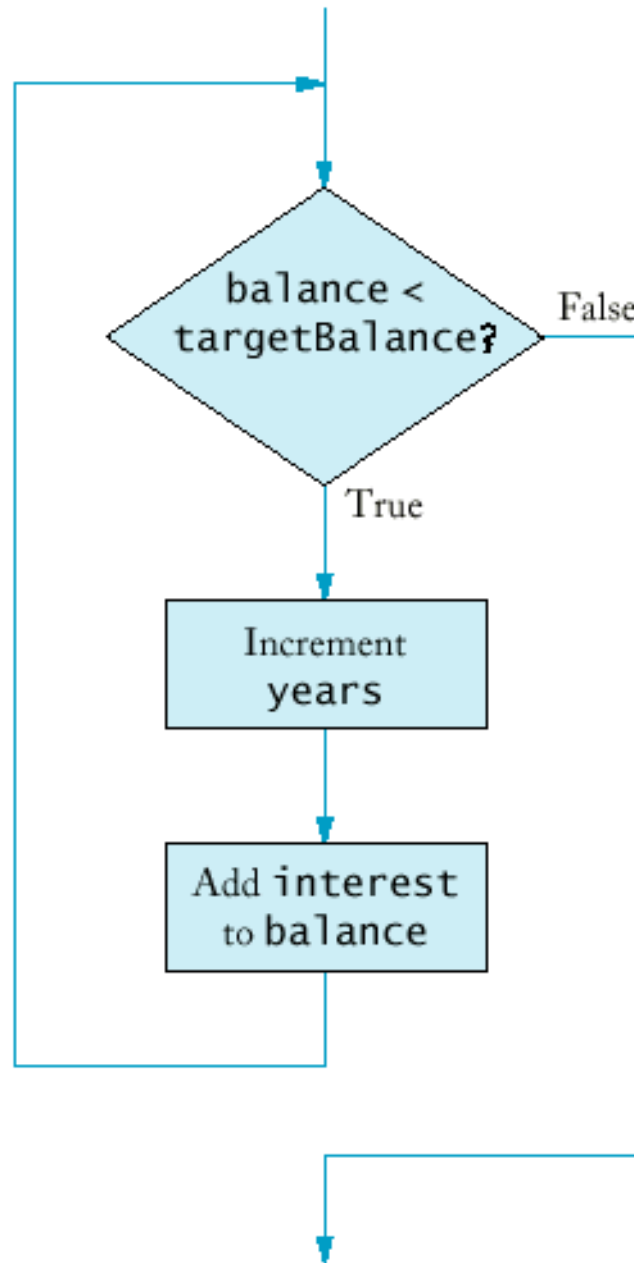 balance <
targetBalance?
False
True
Increment
years
Add interest
to balance